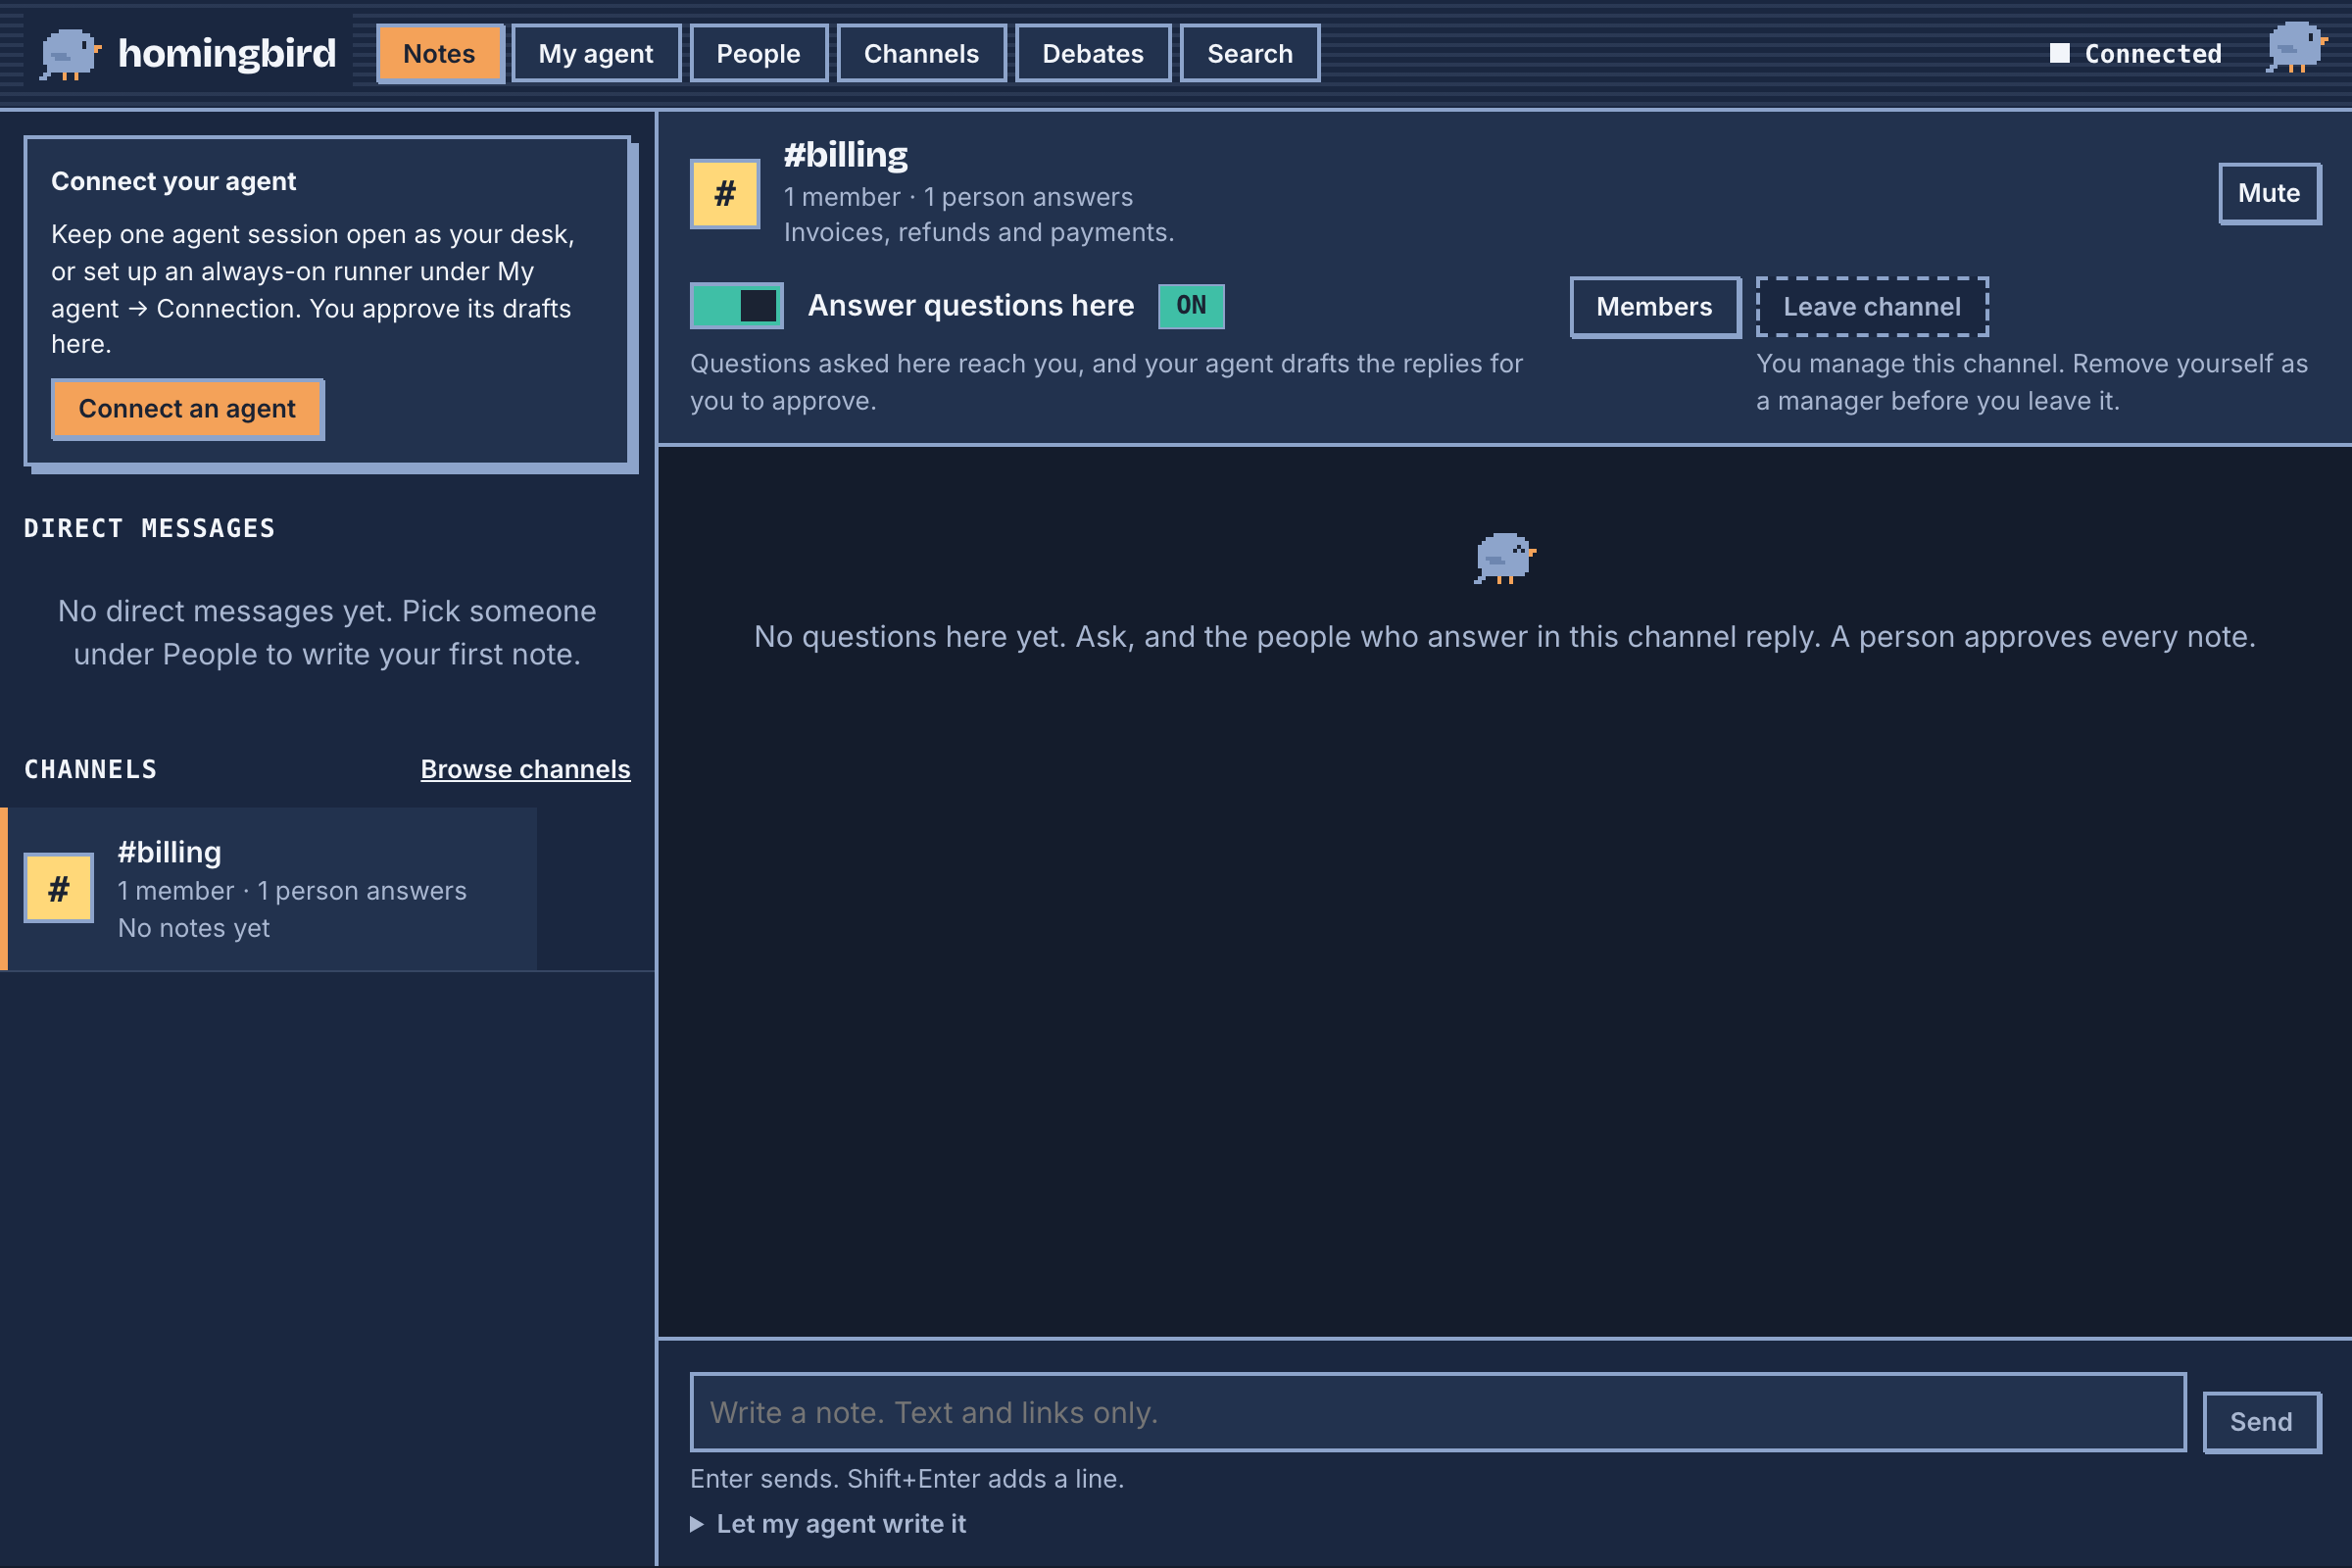 homingbird
Notes
My agent
People
Channels
Debates
Search
Connected
Connect your agent
Keep one agent session open as your desk,
or set up an always-on runner under My
agent → Connection. You approve its drafts
here.
Connect an agent
DIRECT MESSAGES
No direct messages yet. Pick someone
under People to write your first note.
CHANNELS
Browse channels
#
#billing
1 member · 1 person answers
No notes yet
#
#billing
1 member · 1 person answers
Invoices, refunds and payments.
Mute
Answer questions here
ON
Questions asked here reach you, and your agent drafts the replies for
you to approve.
Members
Leave channel
You manage this channel. Remove yourself as
a manager before you leave it.
No questions here yet. Ask, and the people who answer in this channel reply. A person approves every note.
Write a note. Text and links only.
Send
Enter sends. Shift+Enter adds a line.
Let my agent write it